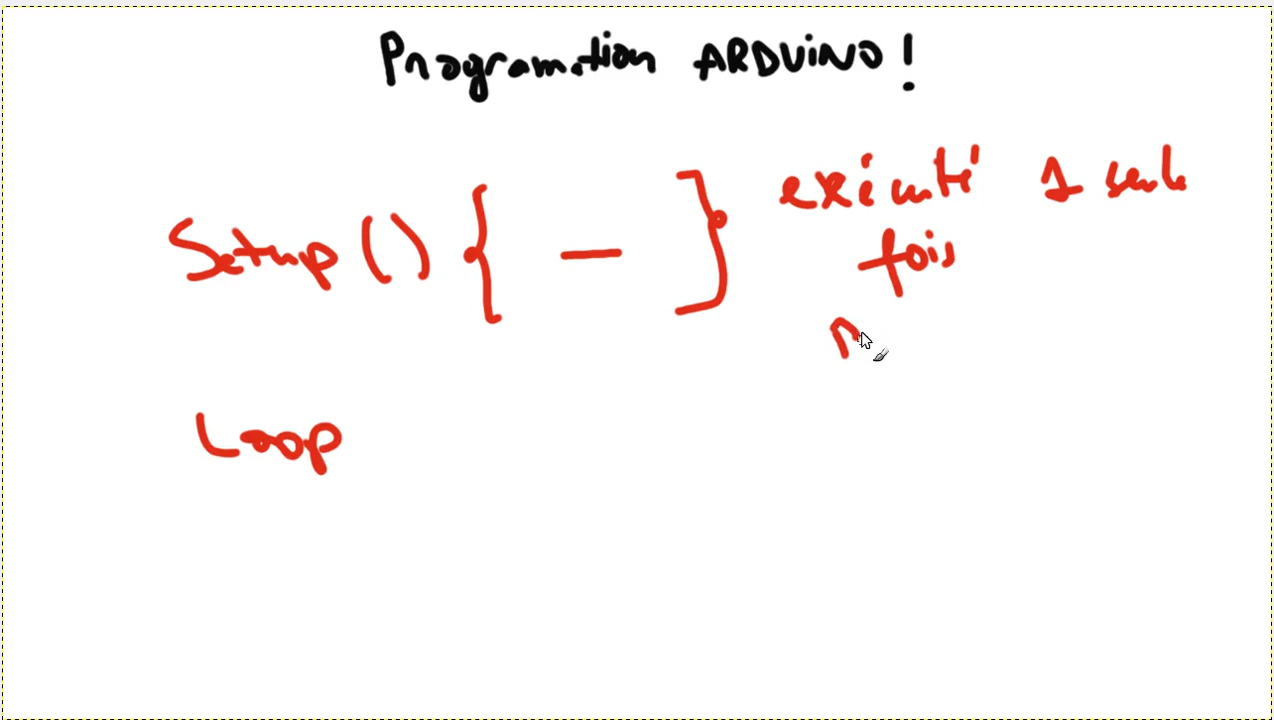 Programation ARDUiNO !
Setup () { — } exécuté 1 seule
fois
Loop